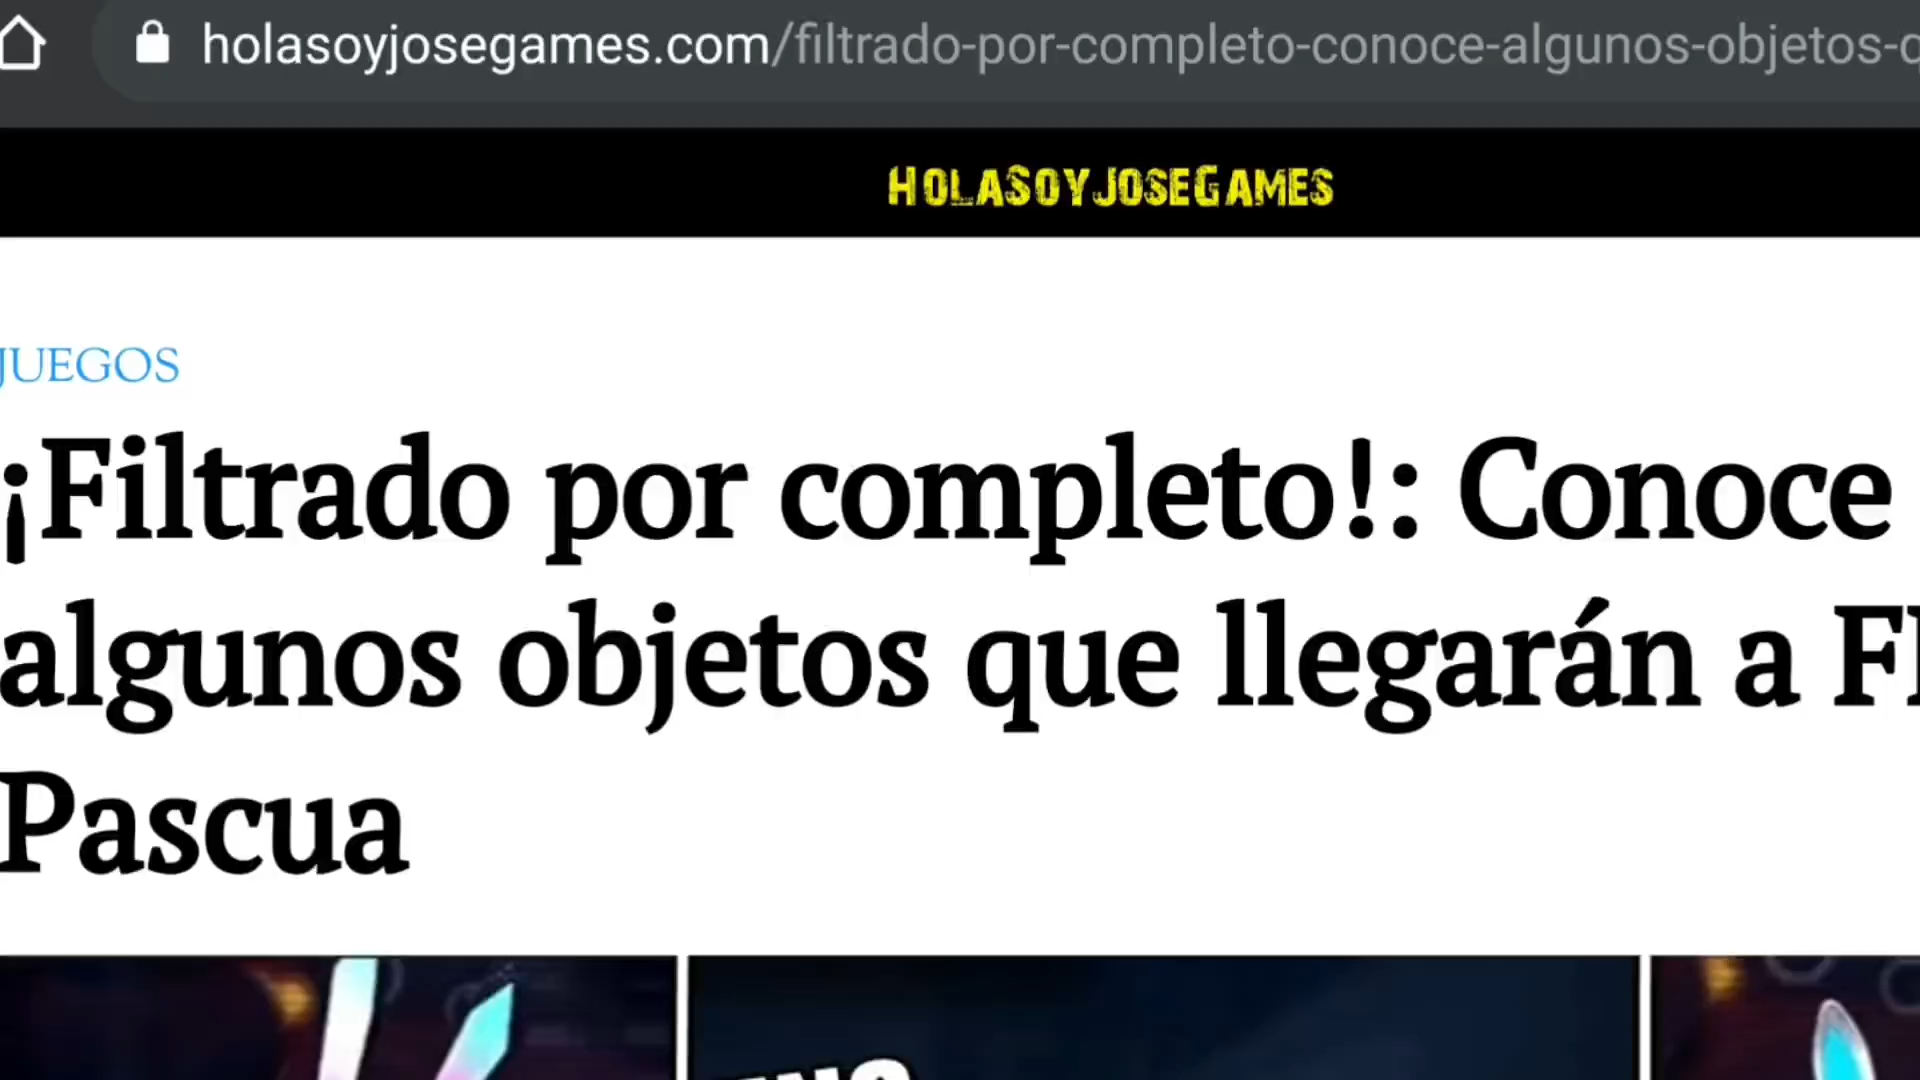 holasoyjosegames.com/filtrado-por-completo-conoce-algunos-objetos-
HOLASOYJOSEGAMES
JUEGOS
¡Filtrado por completo!: Conoce
algunos objetos que llegarán a
Pascua